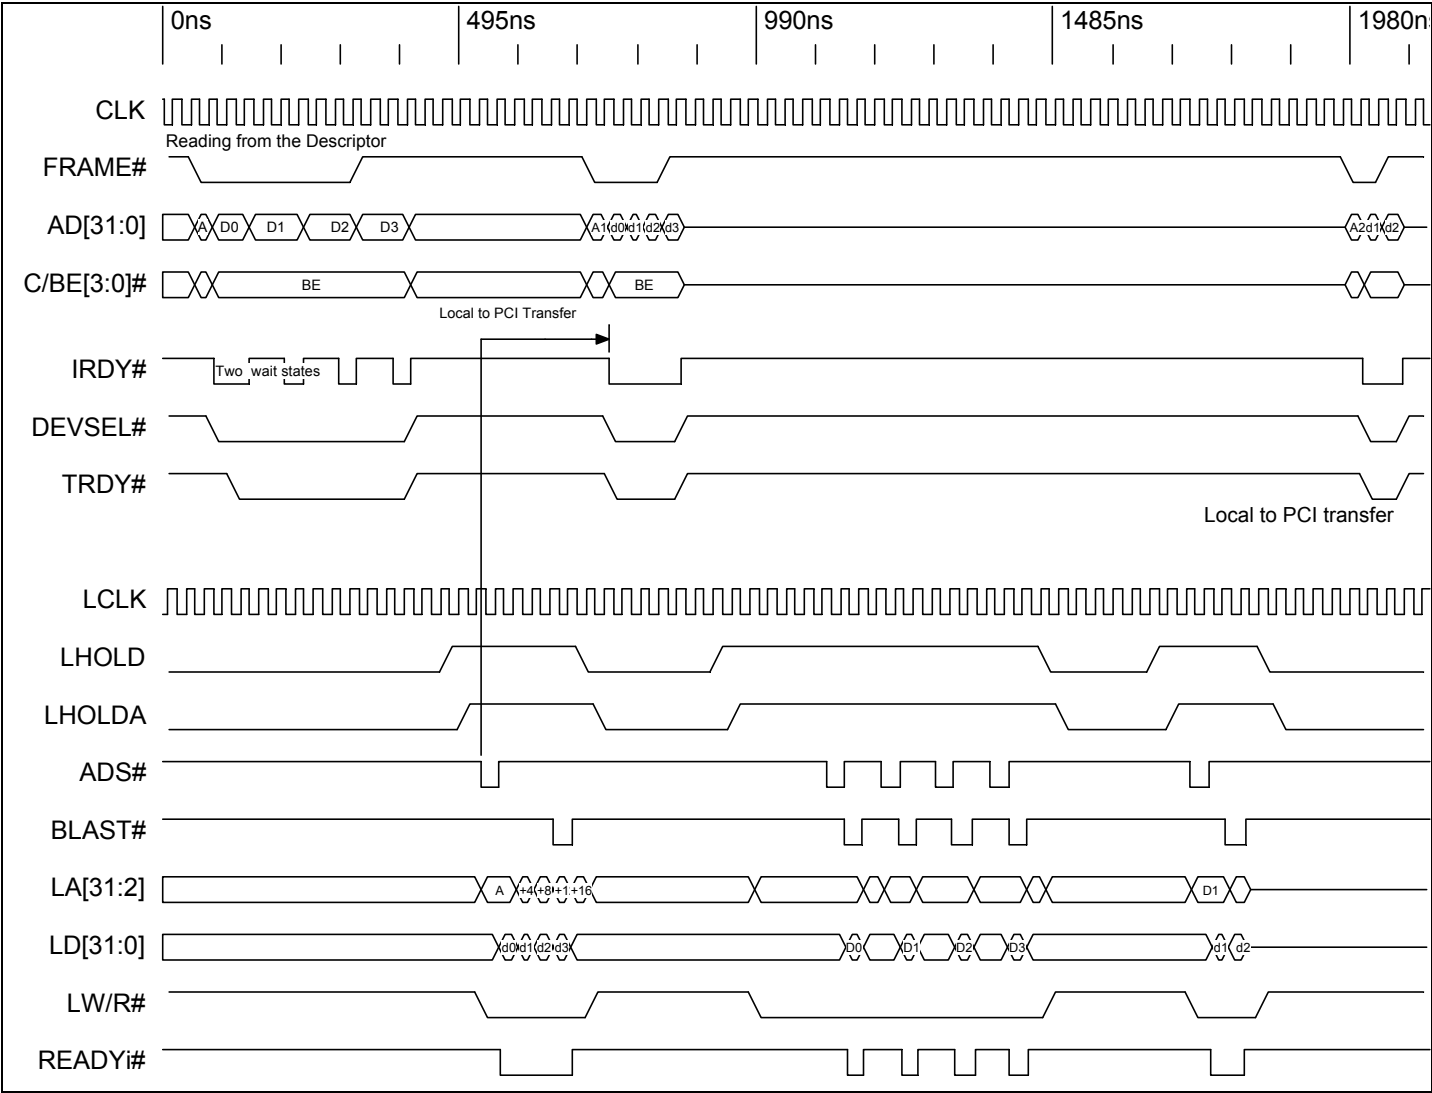 0ns 495ns 990ns 1485ns 1980n
CLK
Reading from the Descriptor
FRAME#
AD[31:0] A D0 D1 D2 D3 A1 d0 d1 d2 d3 A2 d1 d2
C/BE[3:0]# BE BE
Local to PCI Transfer
IRDY# Two wait states
DEVSEL#
TRDY#
Local to PCI transfer
LCLK
LHOLD
LHOLDA
ADS#
BLAST#
LA[31:2] A +4 +8 +1 +16 D1
LD[31:0] d0 d1 d2 d3 D0 D1 D2 D3 d1 d2
LW/R#
READYi#